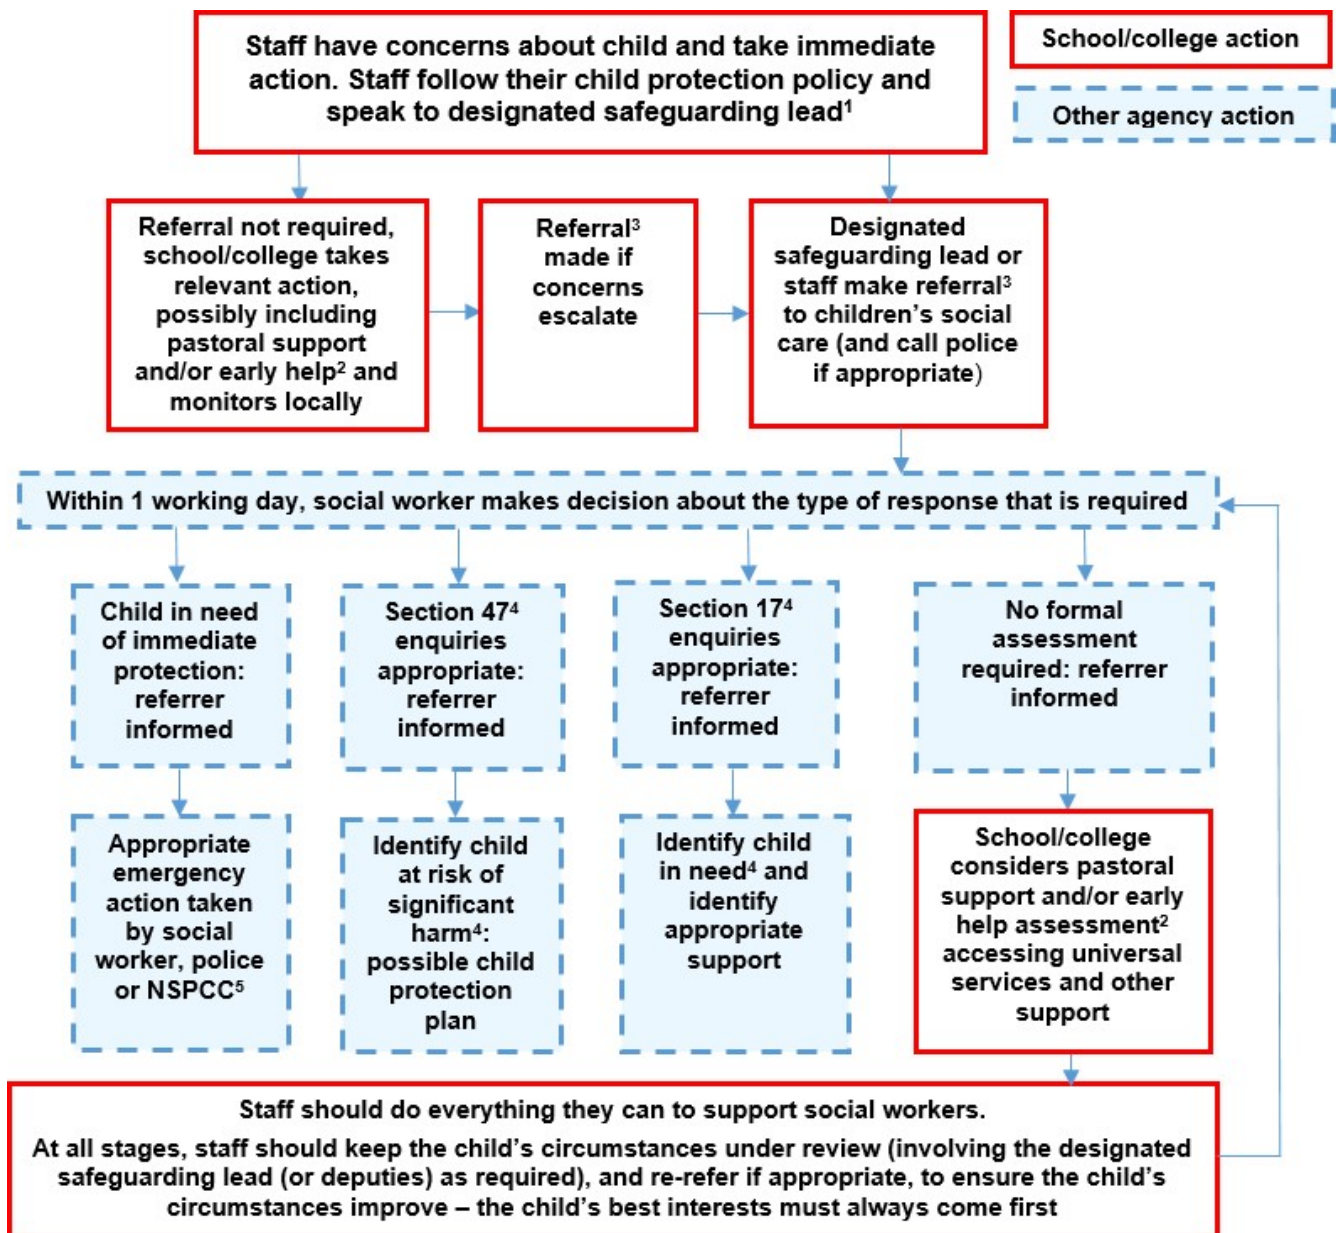 Staff have concerns about child and take immediate
action. Staff follow their child protection policy and
speak to designated safeguarding lead¹
School/college action
Other agency action
Referral not required,
school/college takes
relevant action,
possibly including
pastoral support
and/or early help² and
monitors locally
Referral³
made if
concerns
escalate
Designated
safeguarding lead or
staff make referral³
to children’s social
care (and call police
if appropriate)
Within 1 working day, social worker makes decision about the type of response that is required
Child in need
of immediate
protection:
referrer
informed
Section 47⁴
enquiries
appropriate:
referrer
informed
Section 17⁴
enquiries
appropriate:
referrer
informed
No formal
assessment
required: referrer
informed
Appropriate
emergency
action taken
by social
worker, police
or NSPCC⁵
Identify child
at risk of
significant
harm⁴:
possible child
protection
plan
Identify child
in need⁴ and
identify
appropriate
support
School/college
considers pastoral
support and/or early
help assessment²
accessing universal
services and other
support
Staff should do everything they can to support social workers.
At all stages, staff should keep the child’s circumstances under review (involving the designated
safeguarding lead (or deputies) as required), and re-refer if appropriate, to ensure the child’s
circumstances improve – the child’s best interests must always come first